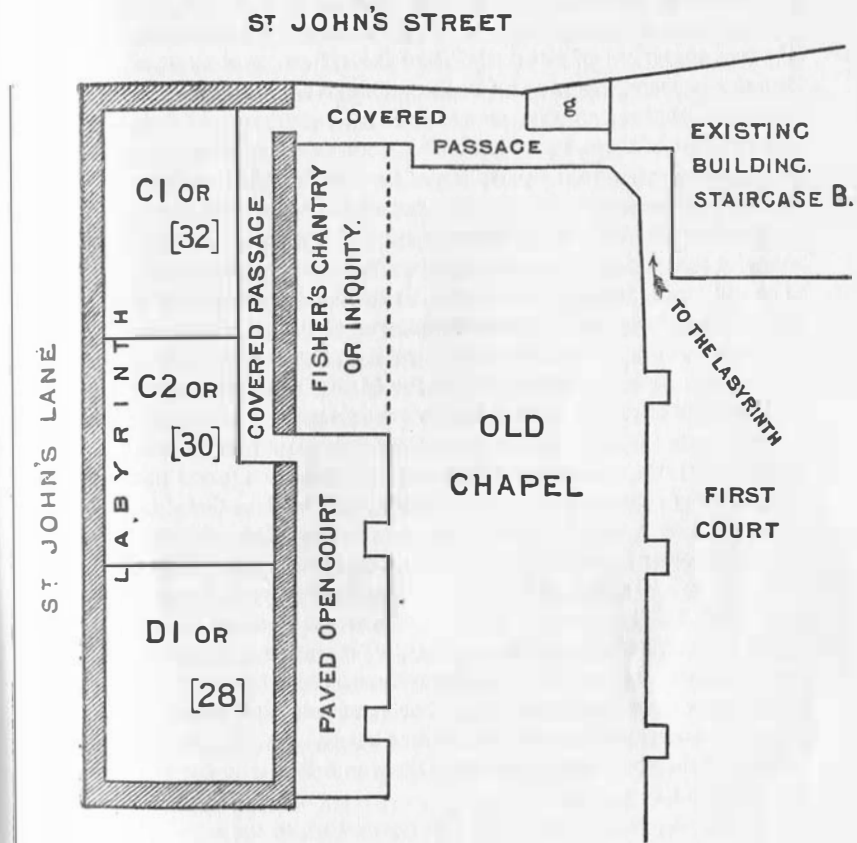 ST JOHN'S STREET
COVERED
PASSAGE
g
EXISTING
BUILDING.
STAIRCASE B.
C1 OR
[32]
COVERED PASSAGE
FISHER'S CHANTRY
OR INIQUITY.
TO THE LABYRINTH
ST JOHN'S LANE
LABYRINTH
C2 OR
[30]
OLD
CHAPEL
FIRST
COURT
PAVED OPEN COURT
D1 OR
[28]